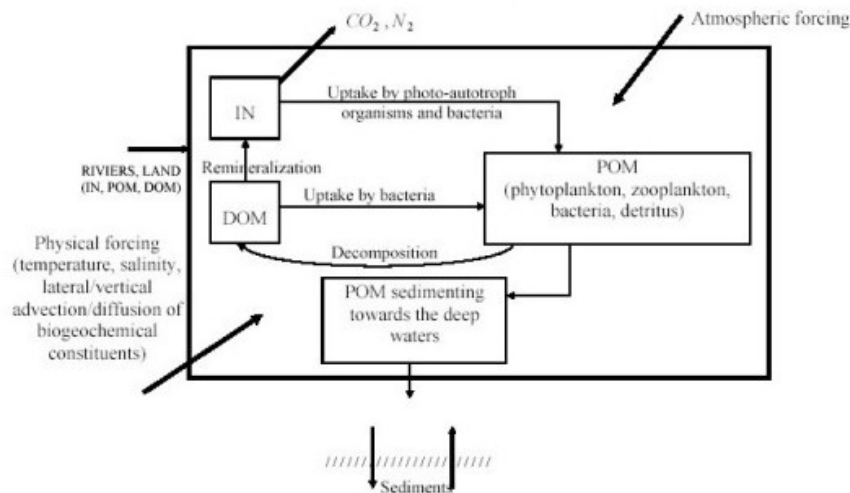 CO2 , N2
Atmospheric forcing
IN
Uptake by photo-autotroph
organisms and bacteria
RIVIERS, LAND
(IN, POM, DOM)
Remineralization
POM
(phytoplankton, zooplankton,
bacteria, detritus)
DOM
Uptake by bacteria
Physical forcing
(temperature, salinity,
lateral/vertical
advection/diffusion of
biogeochemical
constituents)
Decomposition
POM sedimenting
towards the deep
waters
Sediments